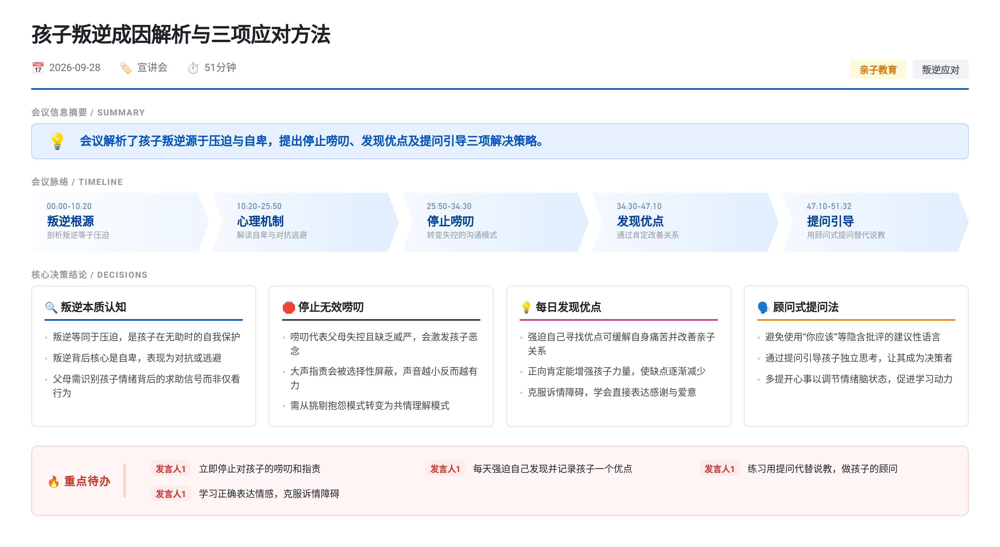 孩子叛逆成因解析与三项应对方法
2026-09-28 宣讲会 51分钟
亲子教育 叛逆应对
会议信息摘要 / SUMMARY
会议解析了孩子叛逆源于压迫与自卑，提出停止唠叨、发现优点及提问引导三项解决策略。
会议脉络 / TIMELINE
00:00-10:20
叛逆根源
剖析叛逆等于压迫
10:20-25:50
心理机制
解读自卑与对抗逃避
25:50-34:30
停止唠叨
转变失控的沟通模式
34:30-47:10
发现优点
通过肯定改善关系
47:10-51:32
提问引导
用顾问式提问替代说教
核心决策结论 / DECISIONS
叛逆本质认知
• 叛逆等同于压迫，是孩子在无助时的自我保护
• 叛逆背后核心是自卑，表现为对抗或逃避
• 父母需识别孩子情绪背后的求助信号而非仅看
行为
停止无效唠叨
• 唠叨代表父母失控且缺乏威严，会激发孩子恶
念
• 大声指责会被选择性屏蔽，声音越小反而越有
力
• 需从挑剔抱怨模式转变为共情理解模式
每日发现优点
• 强迫自己寻找优点可缓解自身痛苦并改善亲子
关系
• 正向肯定能增强孩子力量，使缺点逐渐减少
• 克服诉情障碍，学会直接表达感谢与爱意
顾问式提问法
• 避免使用“你应该”等隐含批评的建议性语言
• 通过提问引导孩子独立思考，让其成为决策者
• 多提开心事以调节情绪脑状态，促进学习动力
重点待办
发言人1 立即停止对孩子的唠叨和指责
发言人1 每天强迫自己发现并记录孩子一个优点
发言人1 练习用提问代替说教，做孩子的顾问
发言人1 学习正确表达情感，克服诉情障碍